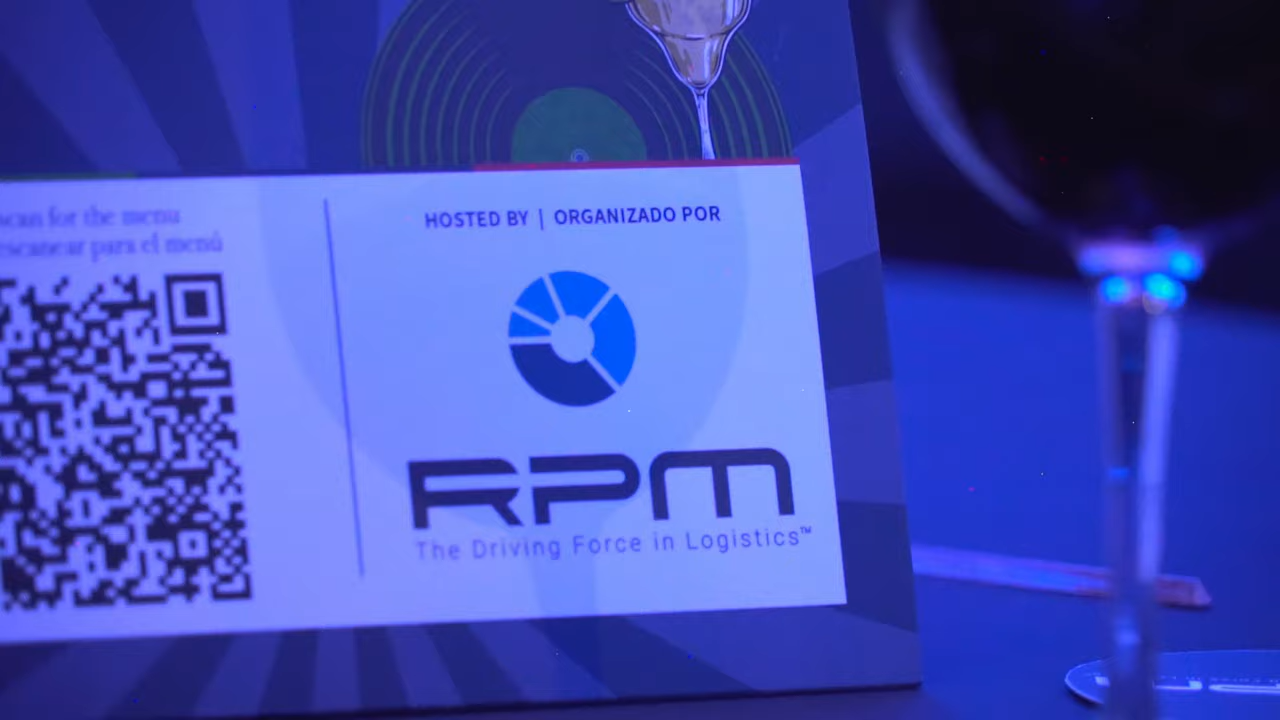 scan for the menu
escanear para el menú
HOSTED BY | ORGANIZADO POR
RPM
The Driving Force in Logistics™